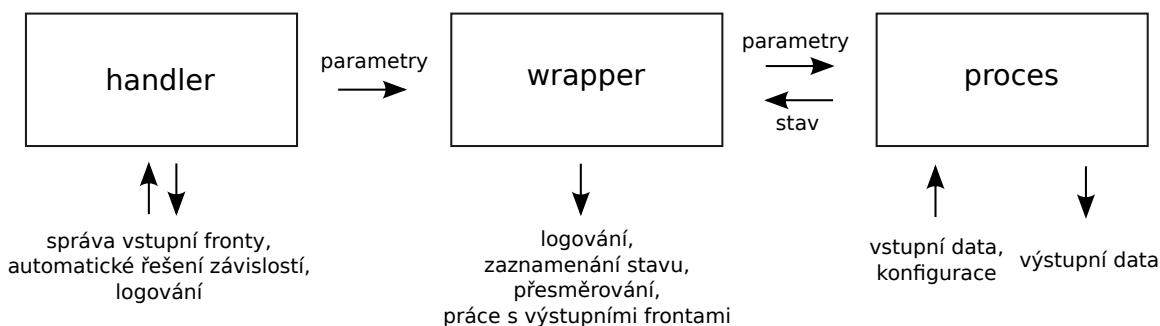 handler
parametry
wrapper
parametry
stav
proces
správa vstupní fronty,
automatické řešení závislostí,
logování
logování,
zaznamenání stavu,
přesměrování,
práce s výstupními frontami
vstupní data,
konfigurace
výstupní data